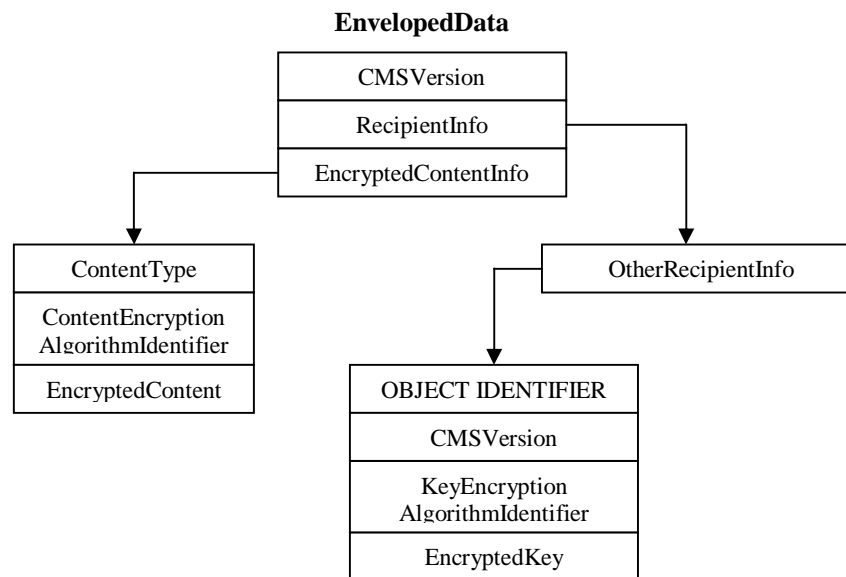 EnvelopedData
CMSVersion
RecipientInfo
EncryptedContentInfo
ContentType
ContentEncryption
AlgorithmIdentifier
EncryptedContent
OtherRecipientInfo
OBJECT IDENTIFIER
CMSVersion
KeyEncryption
AlgorithmIdentifier
EncryptedKey